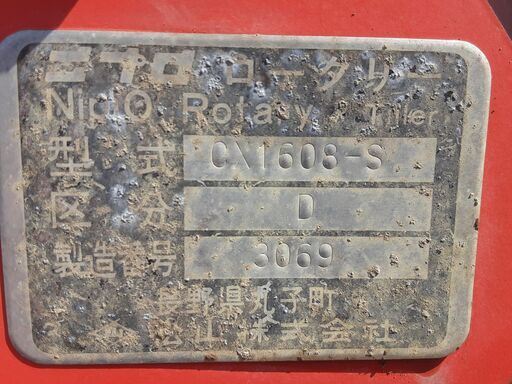 ニプロ ロータリー
NiplO Rotary Tiller
型式 CX1608-S
区分 D
製造番号 3069
長野県丸子町
松山株式会社